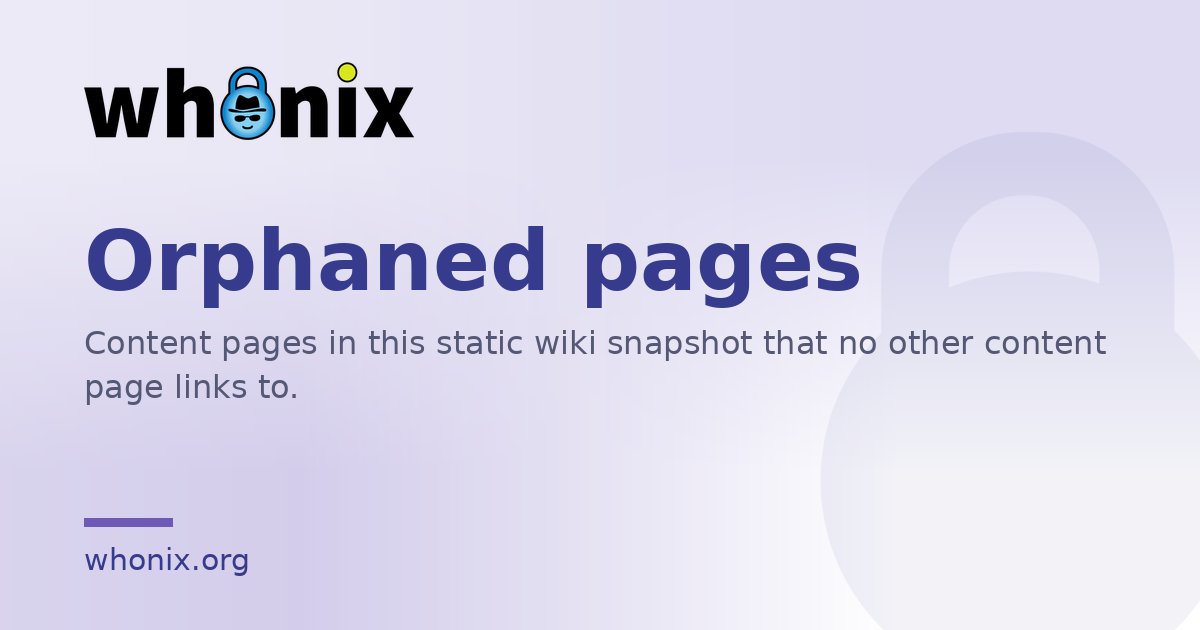 whonix
Orphaned pages
Content pages in this static wiki snapshot that no other content
page links to.
whonix.org